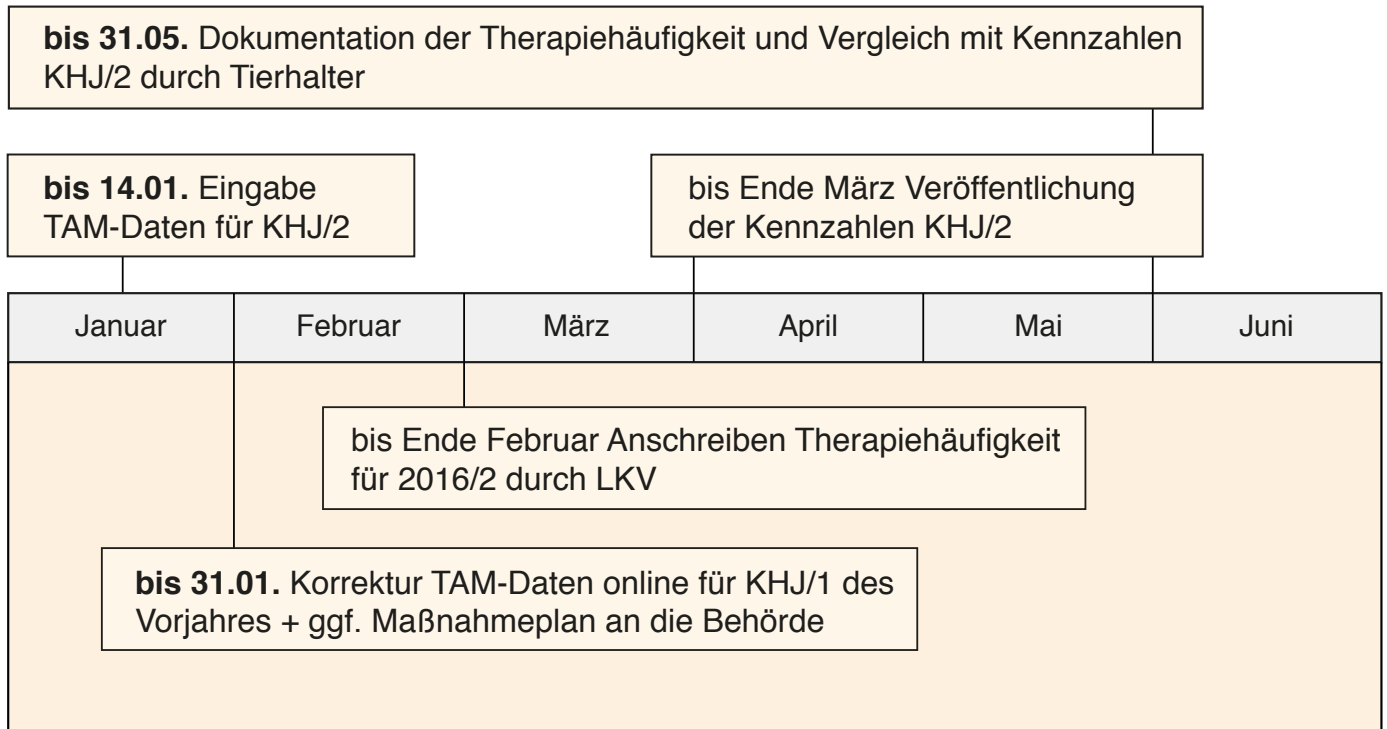 bis 31.05. Dokumentation der Therapiehäufigkeit und Vergleich mit Kennzahlen
KHJ/2 durch Tierhalter
bis 14.01. Eingabe
TAM-Daten für KHJ/2
bis Ende März Veröffentlichung
der Kennzahlen KHJ/2
Januar
Februar
März
April
Mai
Juni
bis Ende Februar Anschreiben Therapiehäufigkeit
für 2016/2 durch LKV
bis 31.01. Korrektur TAM-Daten online für KHJ/1 des
Vorjahres + ggf. Maßnahmeplan an die Behörde